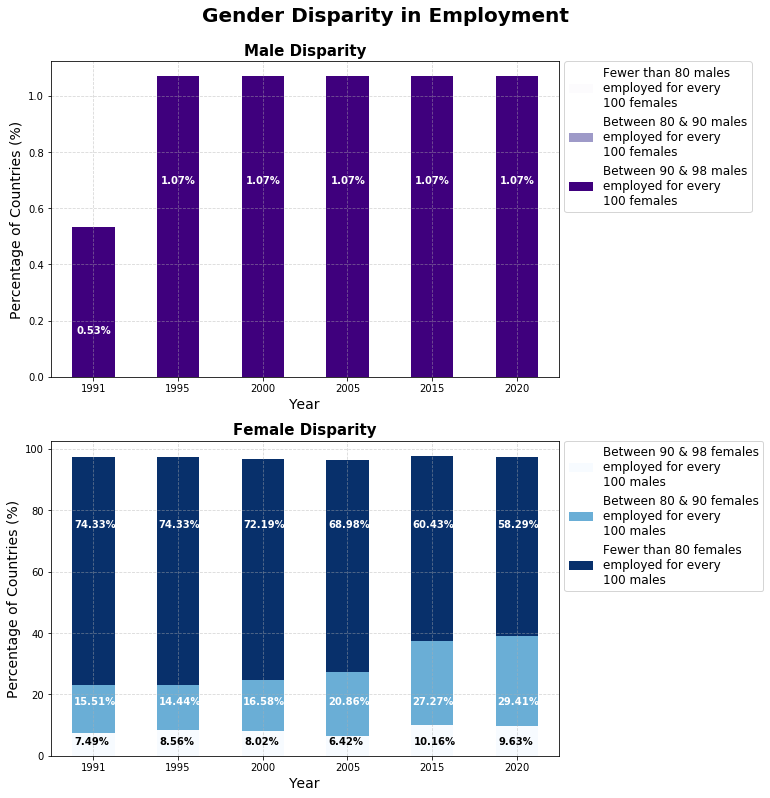 Gender Disparity in Employment
Male Disparity
Percentage of Countries (%)
1.0
0.8
0.6
0.4
0.2
0.0
0.53%
1.07%
1.07%
1.07%
1.07%
1.07%
1991
1995
2000
2005
2015
2020
Year
Fewer than 80 males
employed for every
100 females
Between 80 & 90 males
employed for every
100 females
Between 90 & 98 males
employed for every
100 females
Female Disparity
Percentage of Countries (%)
100
80
60
40
20
0
74.33%
74.33%
72.19%
68.98%
60.43%
58.29%
15.51%
14.44%
16.58%
20.86%
27.27%
29.41%
7.49%
8.56%
8.02%
6.42%
10.16%
9.63%
1991
1995
2000
2005
2015
2020
Year
Between 90 & 98 females
employed for every
100 males
Between 80 & 90 females
employed for every
100 males
Fewer than 80 females
employed for every
100 males